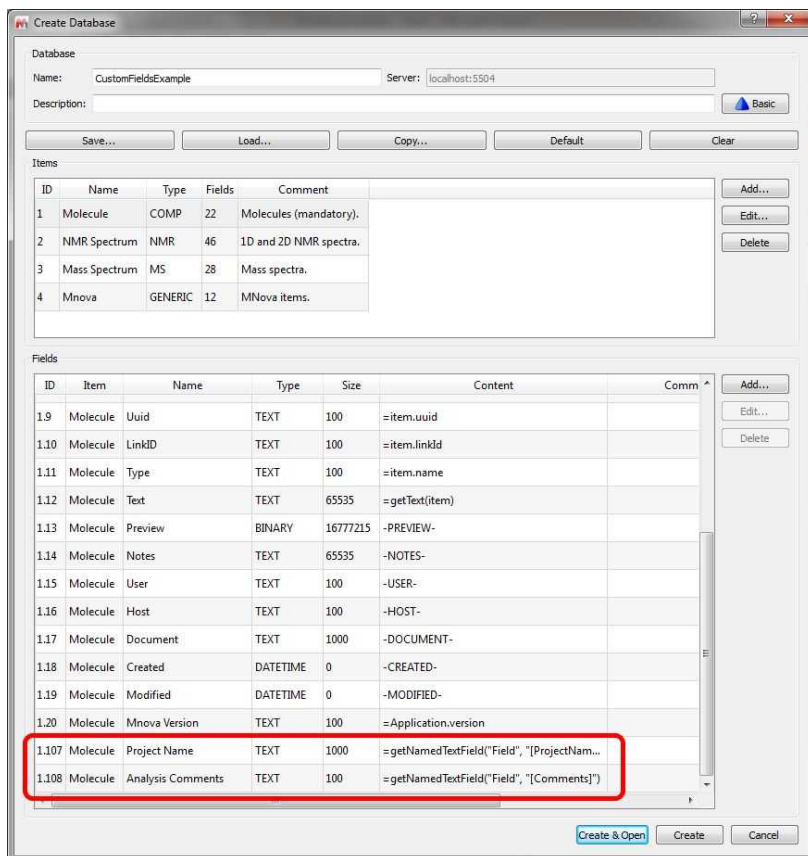 Create Database
Database
Name: CustomFieldsExample Server: localhost:5504
Description: Basic
Save... Load... Copy... Default Clear
Items
ID Name Type Fields Comment Add...
1 Molecule COMP 22 Molecules (mandatory). Edit...
2 NMR Spectrum NMR 46 1D and 2D NMR spectra. Delete
3 Mass Spectrum MS 28 Mass spectra.
4 Mnova GENERIC 12 MNova items.
Fields
ID Item Name Type Size Content Comm Add...
1.9 Molecule Uuid TEXT 100 =item.uuid Edit...
1.10 Molecule LinkID TEXT 100 =item.linkId Delete
1.11 Molecule Type TEXT 100 =item.name
1.12 Molecule Text TEXT 65535 =getText(item)
1.13 Molecule Preview BINARY 16777215 -PREVIEW-
1.14 Molecule Notes TEXT 65535 -NOTES-
1.15 Molecule User TEXT 100 -USER-
1.16 Molecule Host TEXT 100 -HOST-
1.17 Molecule Document TEXT 1000 -DOCUMENT-
1.18 Molecule Created DATETIME 0 -CREATED-
1.19 Molecule Modified DATETIME 0 -MODIFIED-
1.20 Molecule Mnova Version TEXT 100 =Application.version
1.107 Molecule Project Name TEXT 1000 =getNamedTextField("Field", "[ProjectNam...
1.108 Molecule Analysis Comments TEXT 100 =getNamedTextField("Field", "[Comments]")
Create & Open Create Cancel